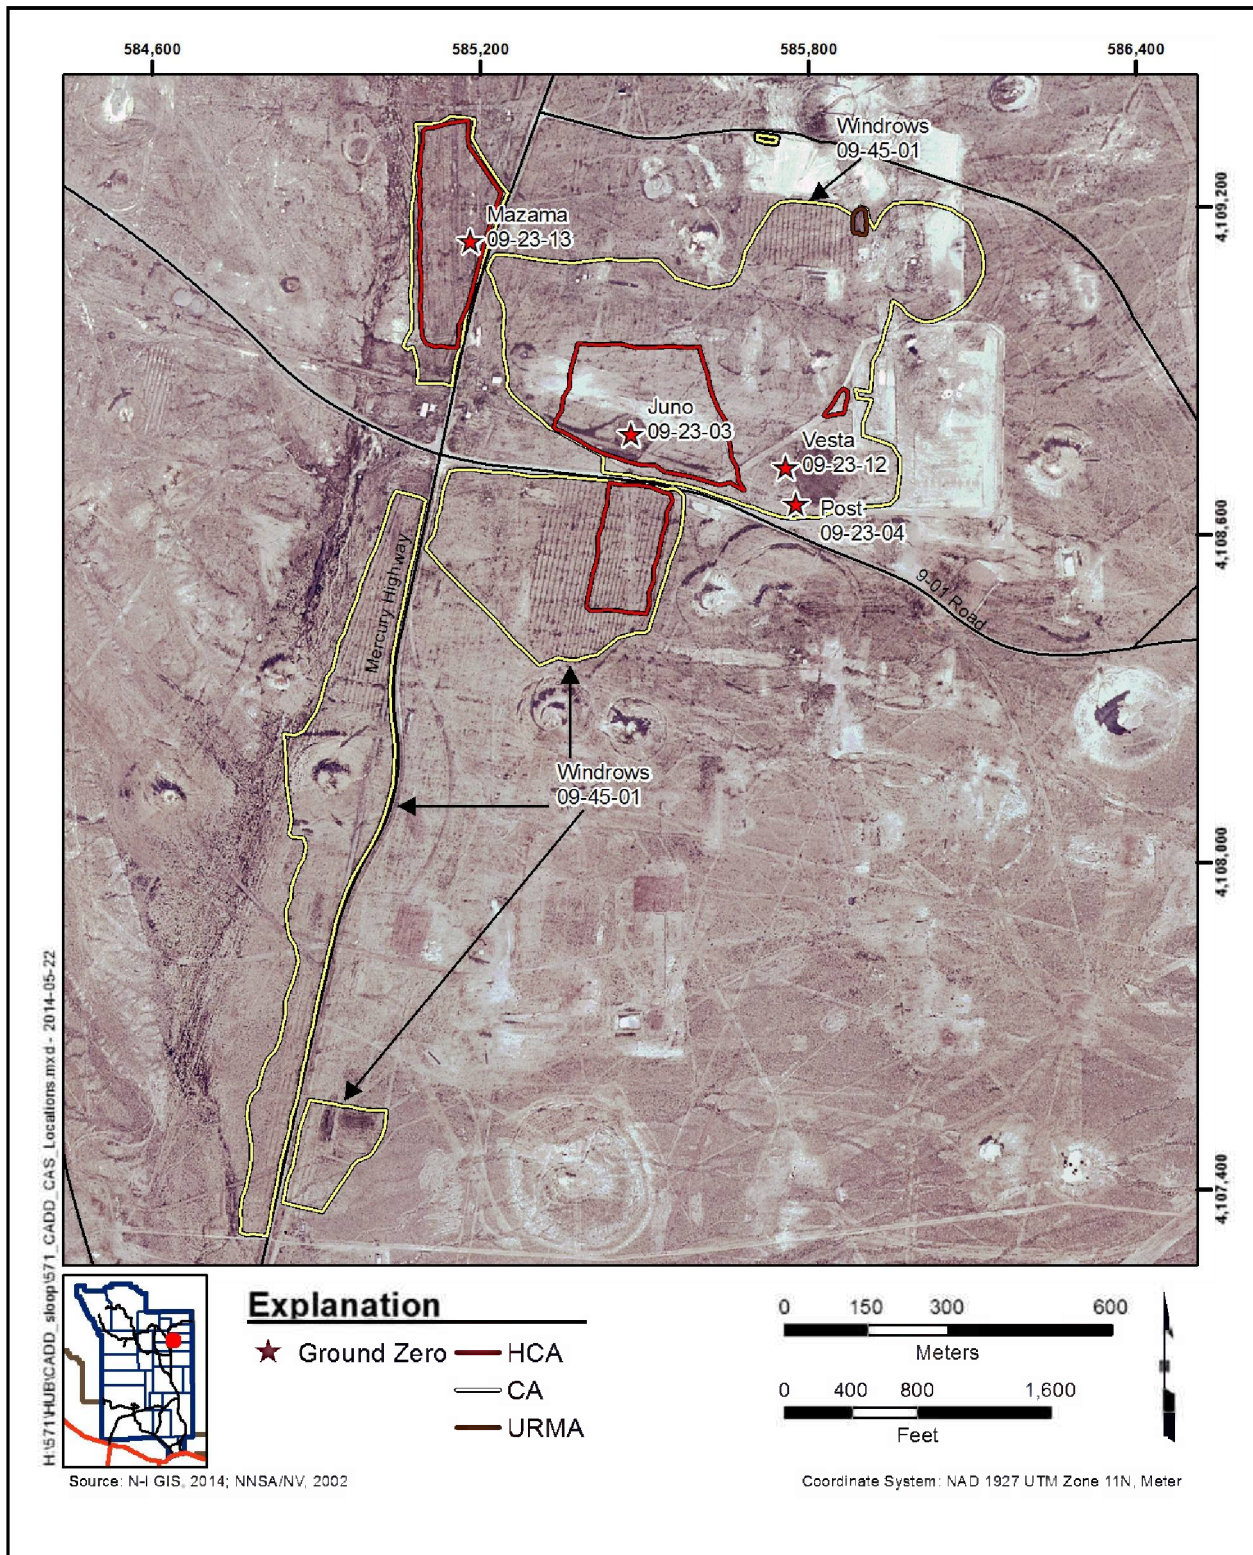 584,600
585,200
585,800
586,400
Windrows
09-45-01
Mazama
09-23-13
4,109,200
Juno
09-23-03
Vesta
09-23-12
Post
09-23-04
4,108,600
9-01 Road
Mercury Highway
Windrows
09-45-01
4,108,000
4,107,400
H:\571\HUB\CADD_sloop\571_CADD_CAS_Locations.mxd - 2014-05-22
Explanation
Ground Zero
HCA
CA
URMA
0 150 300 600
Meters
0 400 800 1,600
Feet
Source: N-I GIS, 2014; NNSA/NV, 2002
Coordinate System: NAD 1927 UTM Zone 11N, Meter